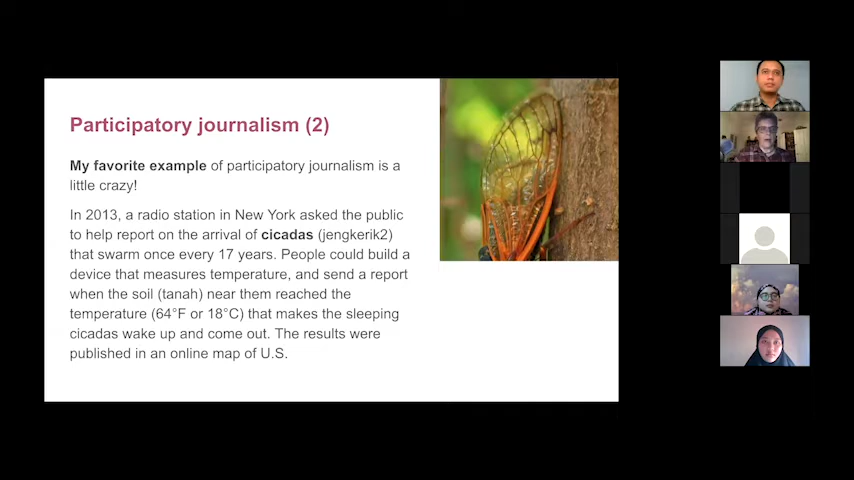 Participatory journalism (2)
My favorite example of participatory journalism is a
little crazy!
In 2013, a radio station in New York asked the public
to help report on the arrival of cicadas (jengkerik2)
that swarm once every 17 years. People could build a
device that measures temperature, and send a report
when the soil (tanah) near them reached the
temperature (64°F or 18°C) that makes the sleeping
cicadas wake up and come out. The results were
published in an online map of U.S.